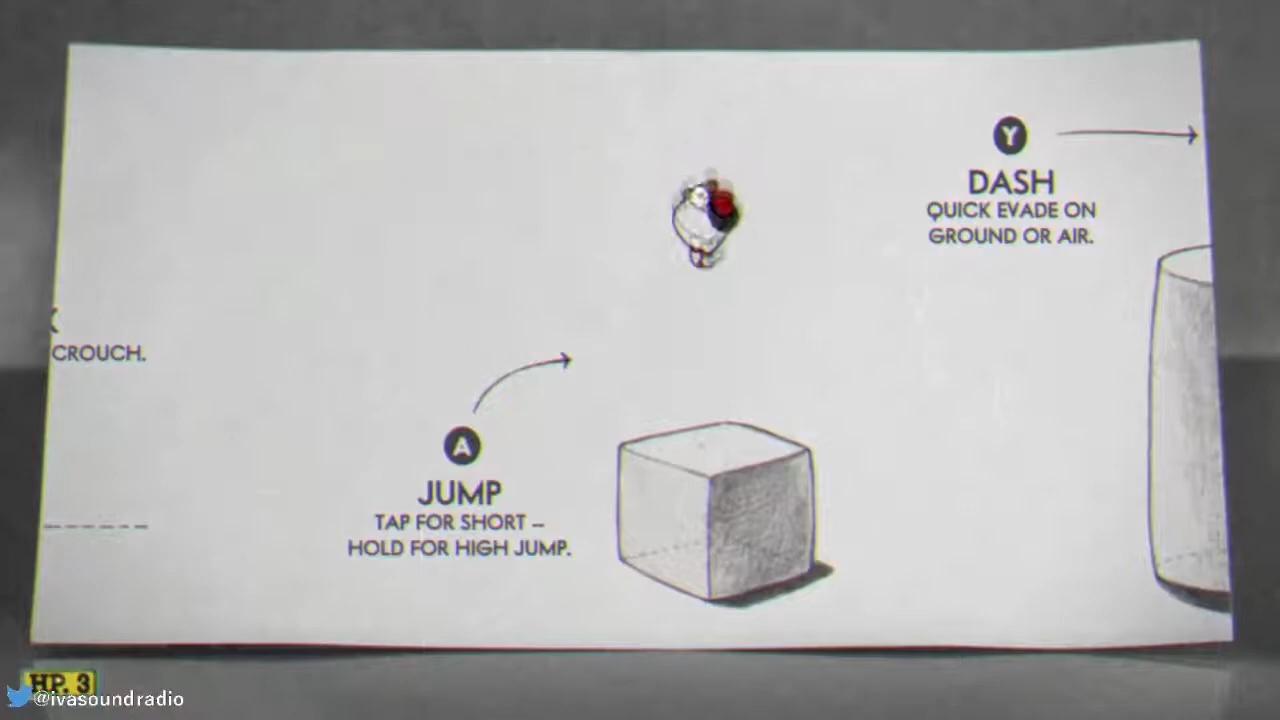 Y
DASH
QUICK EVADE ON
GROUND OR AIR.
CROUCH.
A
JUMP
TAP FOR SHORT –
HOLD FOR HIGH JUMP.
HP. 3
@ivasoundradio